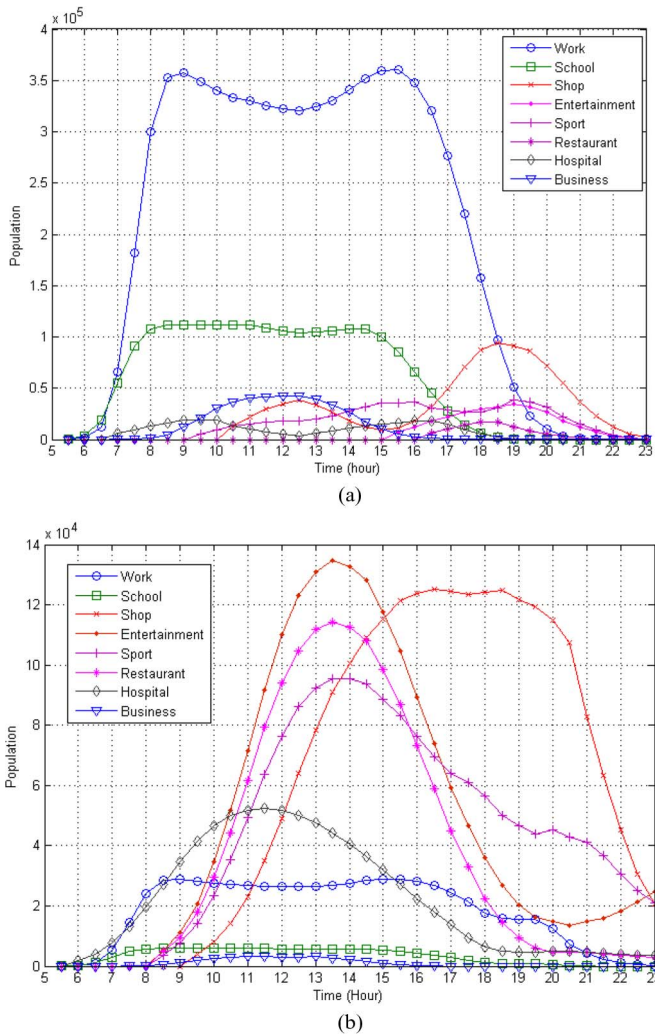 x 10⁵
4
3.5
3
2.5
2
1.5
1
0.5
0
Population
Work
School
Shop
Entertainment
Sport
Restaurant
Hospital
Business
5 6 7 8 9 10 11 12 13 14 15 16 17 18 19 20 21 22 23
Time (hour)
(a)
x 10⁴
14
12
10
8
6
4
2
0
Population
Work
School
Shop
Entertainment
Sport
Restaurant
Hospital
Business
5 6 7 8 9 10 11 12 13 14 15 16 17 18 19 20 21 22 23
Time (Hour)
(b)